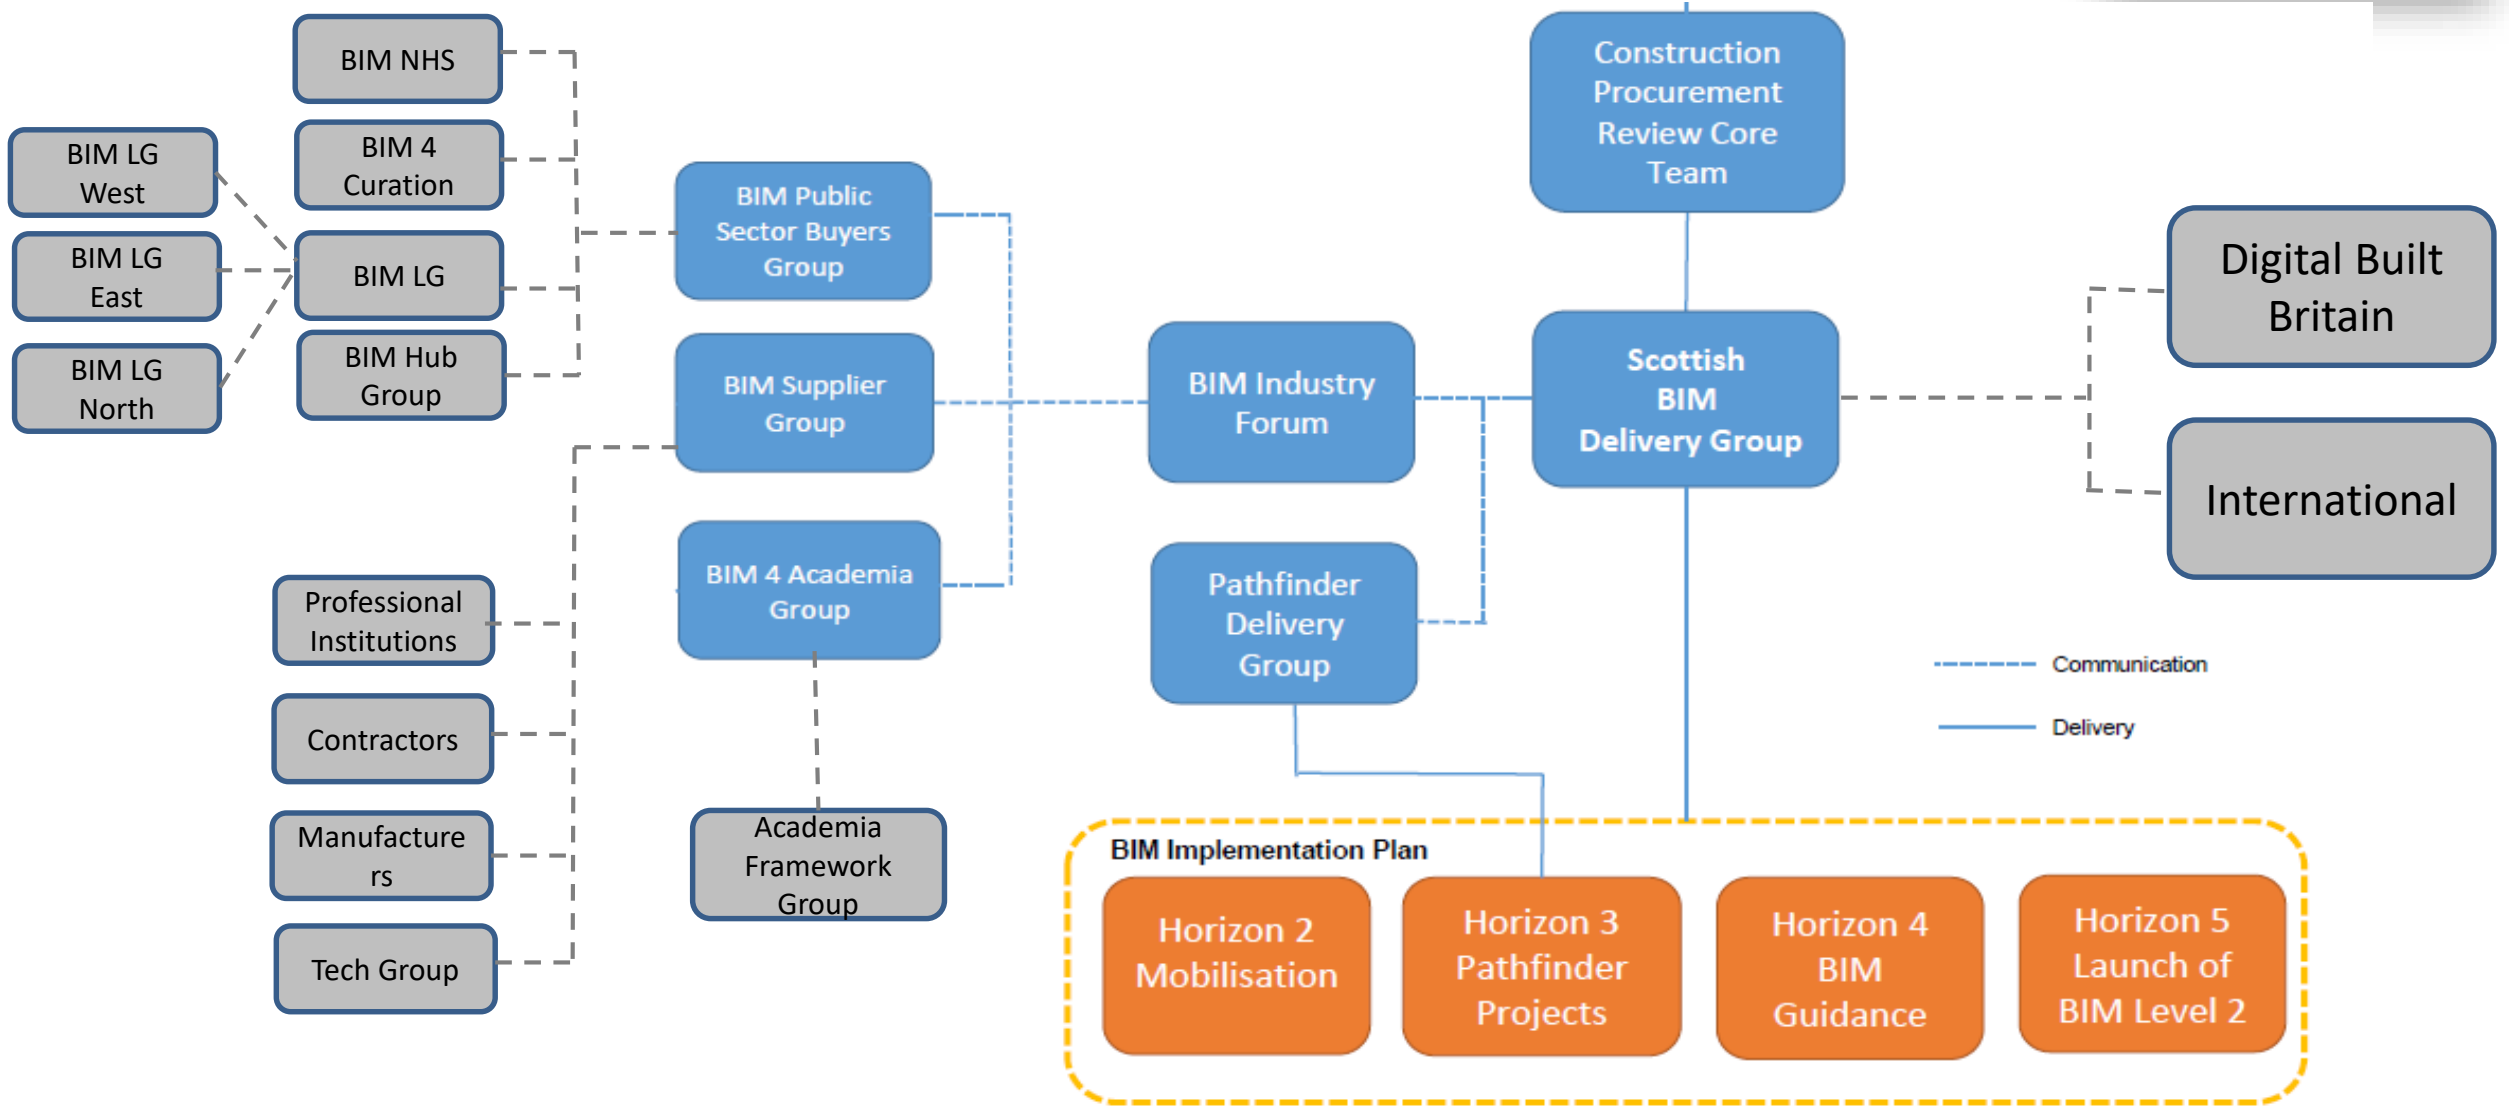 BIM NHS
BIM 4
Curation
BIM LG
BIM Hub
Group
BIM LG
West
BIM LG
East
BIM LG
North
BIM Public
Sector Buyers
Group
BIM Supplier
Group
BIM 4 Academia
Group
Professional
Institutions
Contractors
Manufacture
rs
Tech Group
Academia
Framework
Group
BIM Industry
Forum
Pathfinder
Delivery
Group
Construction
Procurement
Review Core
Team
Scottish
BIM
Delivery Group
Digital Built
Britain
International
Communication
Delivery
BIM Implementation Plan
Horizon 2
Mobilisation
Horizon 3
Pathfinder
Projects
Horizon 4
BIM
Guidance
Horizon 5
Launch of
BIM Level 2